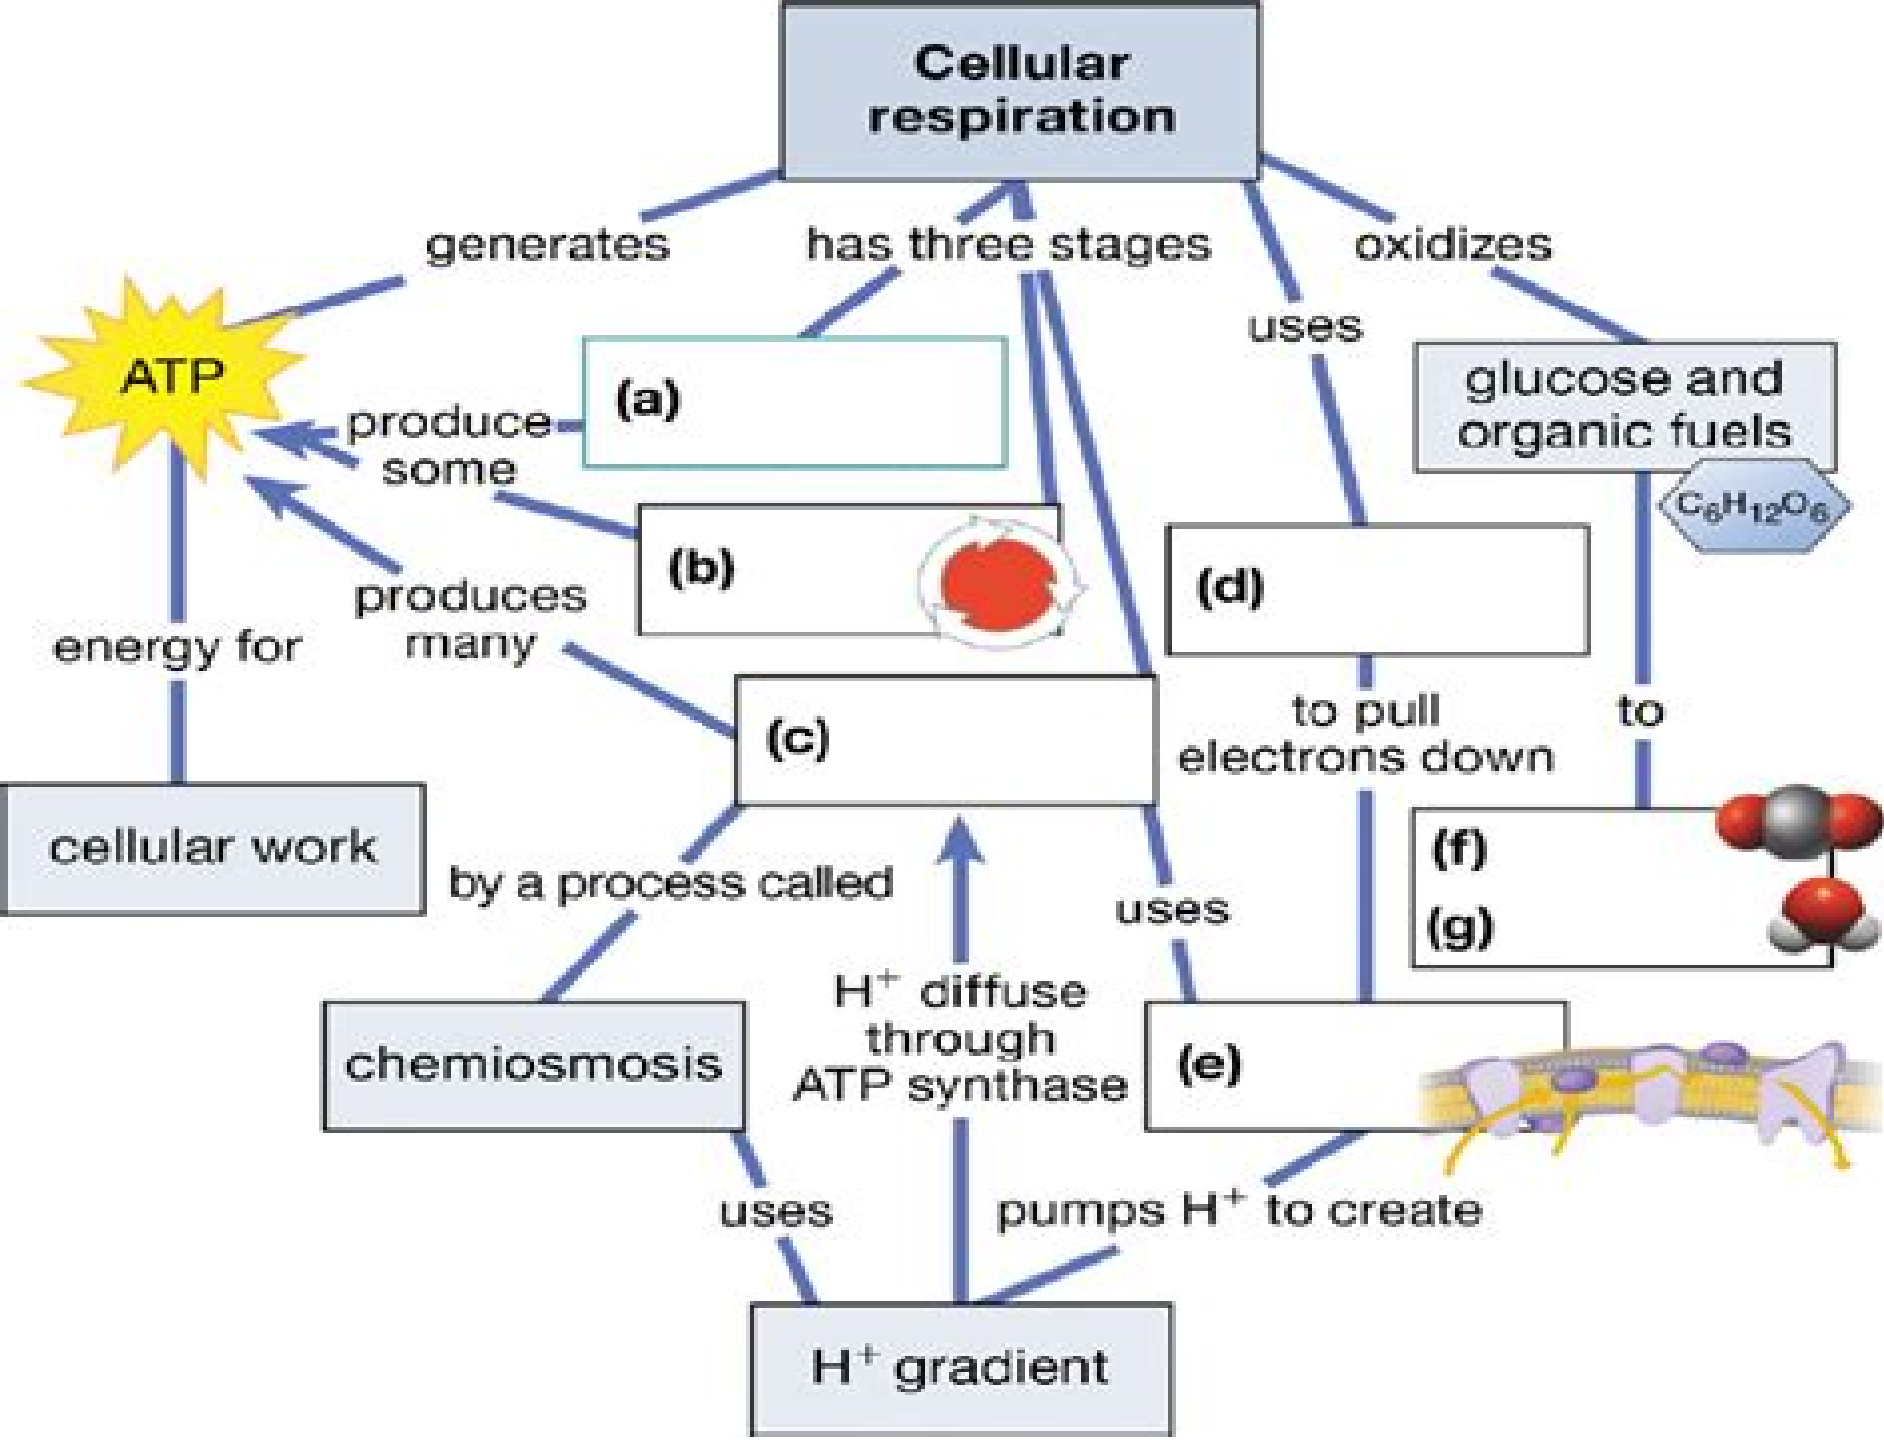 Cellular
respiration
generates
has three stages
oxidizes
uses
ATP
glucose and
organic fuels
C₆H₁₂O₆
(a)
produce
some
(b)
(d)
produces
many
energy for
(c)
to pull
electrons down
to
cellular work
(f)
(g)
by a process called
uses
H⁺ diffuse
through
ATP synthase
chemiosmosis
(e)
uses
pumps H⁺ to create
H⁺ gradient